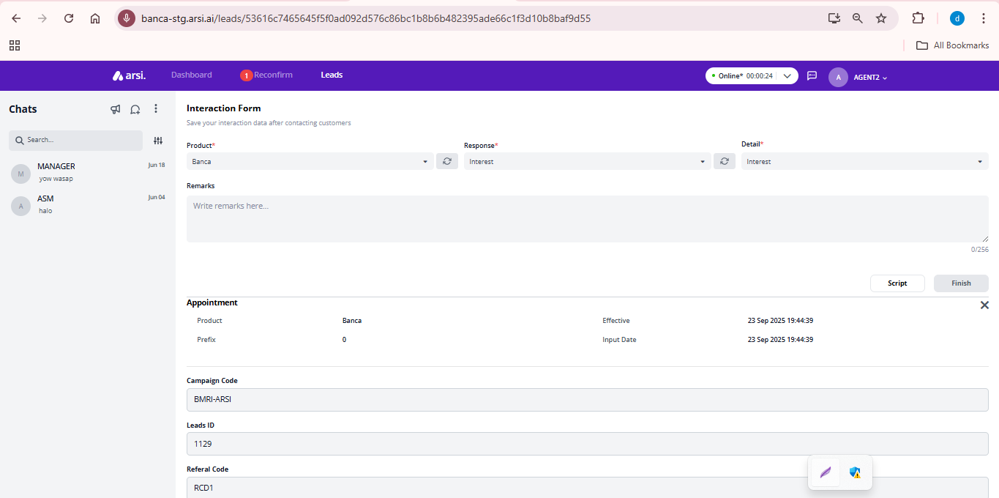 banca-stg.arsi.ai/leads/53616c7465645f5f0ad092d576c86bc1b8b6b482395ade66c1f3d10b8baf9d55
d
All Bookmarks
arsi.
Dashboard
1 Reconfirm
Leads
Online* 00:00:24
A
AGENT2
Chats
Search...
M
MANAGER
Jun 18
yow wasap
A
ASM
Jun 04
halo
Interaction Form
Save your interaction data after contacting customers
Product*
Response*
Detail*
Banca
Interest
Interest
Remarks
Write remarks here...
0/256
Script
Finish
Appointment
Product Banca Effective 23 Sep 2025 19:44:39
Prefix 0 Input Date 23 Sep 2025 19:44:39
Campaign Code
BMRI-ARSI
Leads ID
1129
Referal Code
RCD1